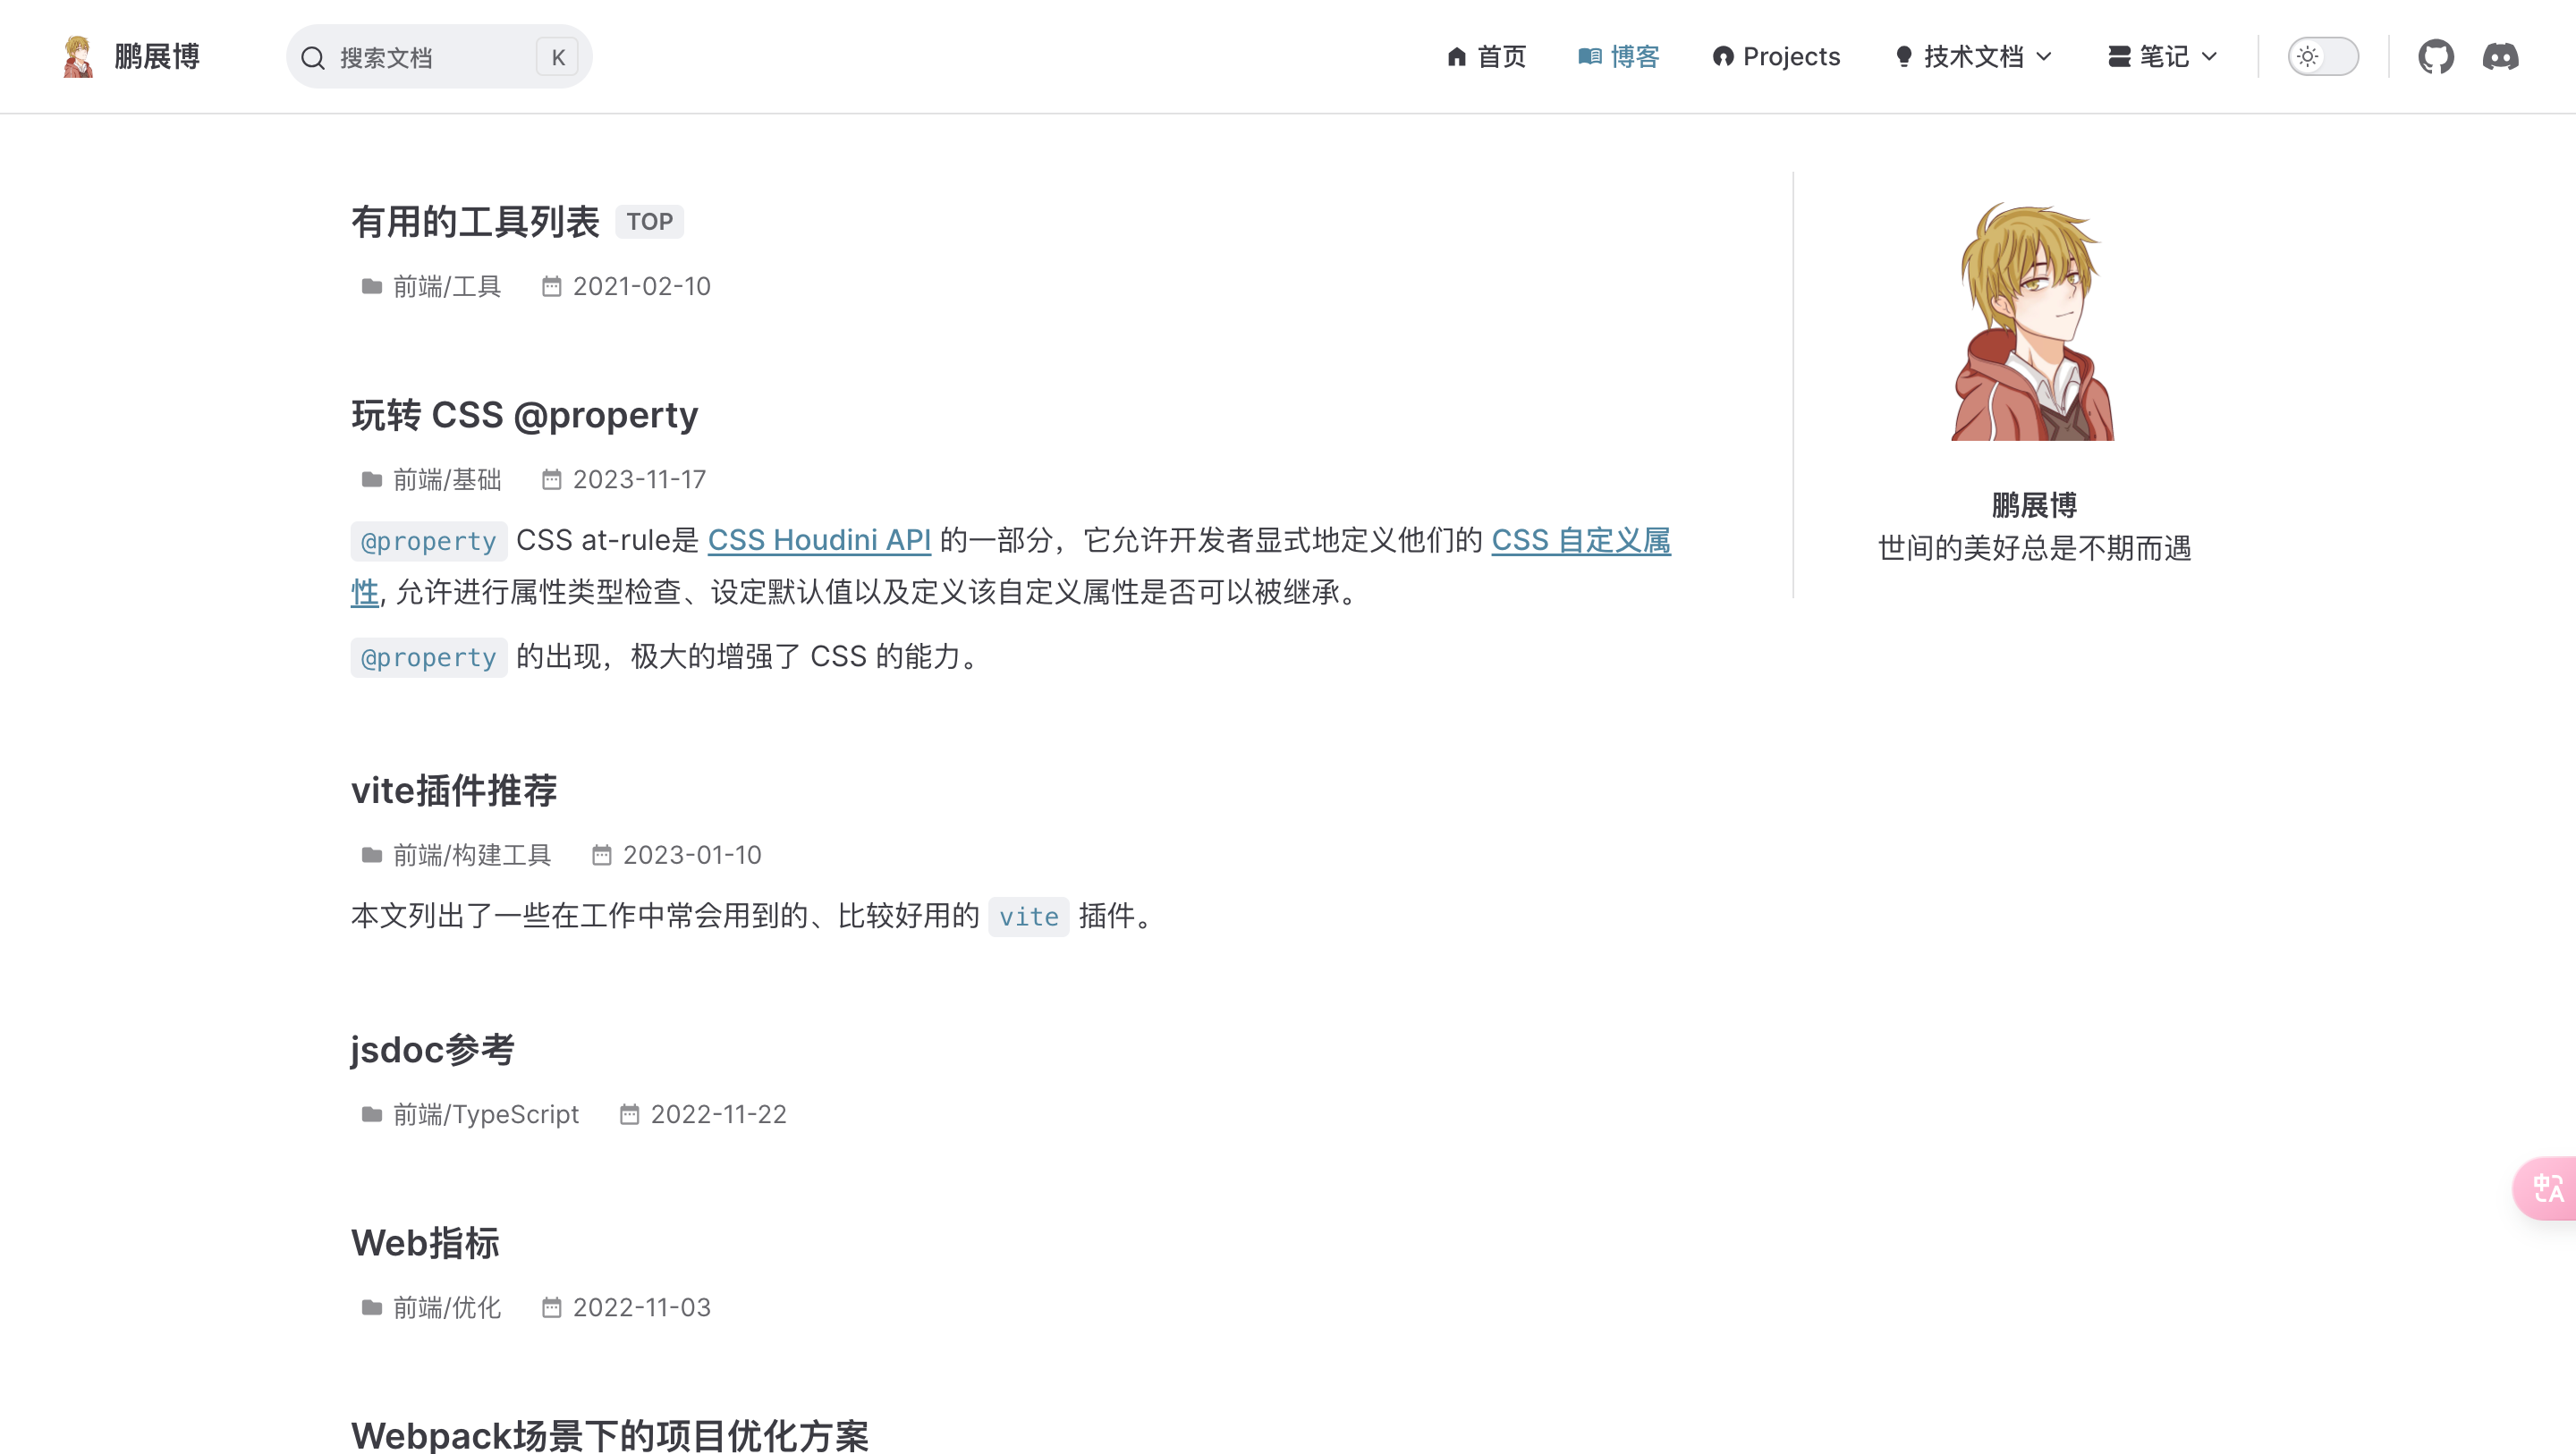 鹏展博
搜索文档 K
首页 博客 Projects 技术文档 笔记
有用的工具列表 TOP
前端/工具 2021-02-10
玩转 CSS @property
前端/基础 2023-11-17
@property CSS at-rule是 CSS Houdini API 的一部分，它允许开发者显式地定义他们的 CSS 自定义属
性, 允许进行属性类型检查、设定默认值以及定义该自定义属性是否可以被继承。
@property 的出现，极大的增强了 CSS 的能力。
vite插件推荐
前端/构建工具 2023-01-10
本文列出了一些在工作中常会用到的、比较好用的 vite 插件。
jsdoc参考
前端/TypeScript 2022-11-22
Web指标
前端/优化 2022-11-03
Webpack场景下的项目优化方案
鹏展博
世间的美好总是不期而遇
中A